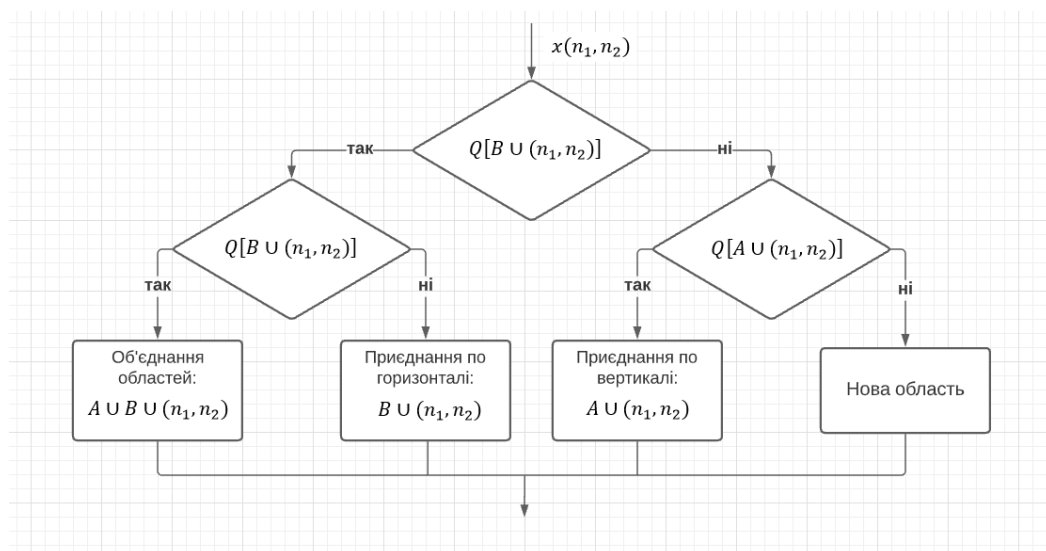 x(n₁, n₂)
Q[B ∪ (n₁, n₂)]
так
ні
Q[B ∪ (n₁, n₂)]
Q[A ∪ (n₁, n₂)]
так
ні
так
ні
Об'єднання
областей:
A ∪ B ∪ (n₁, n₂)
Приєднання по
горизонталі:
B ∪ (n₁, n₂)
Приєднання по
вертикалі:
A ∪ (n₁, n₂)
Нова область